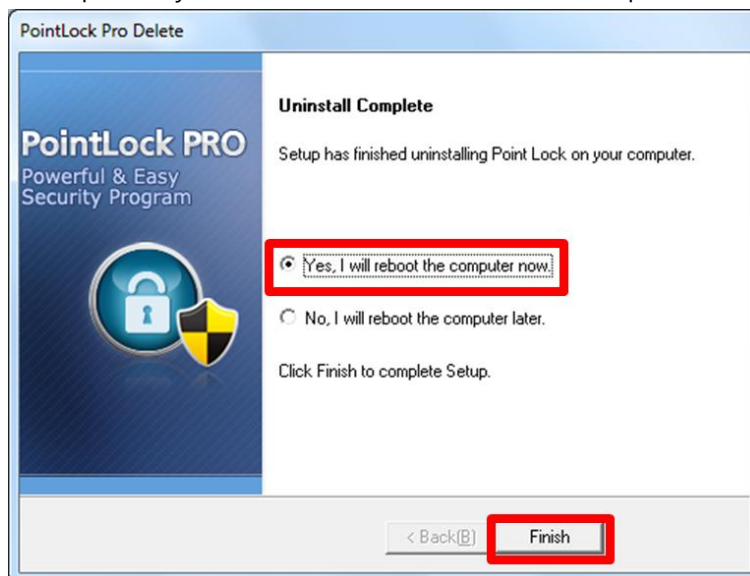 PointLock Pro Delete
PointLock PRO
Powerful & Easy
Security Program
Uninstall Complete
Setup has finished uninstalling Point Lock on your computer.
Yes, I will reboot the computer now.
No, I will reboot the computer later.
Click Finish to complete Setup.
< Back(B)
Finish